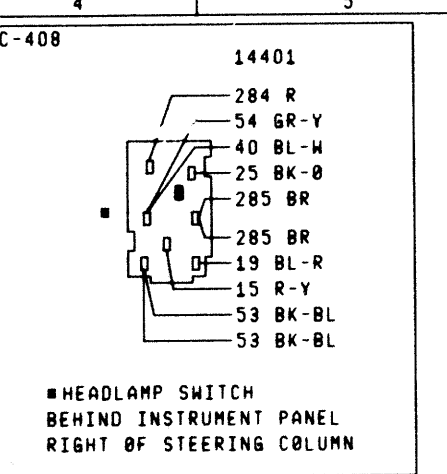 4
5
C-408
14401
284 R
54 GR-Y
40 BL-W
25 BK-O
285 BR
285 BR
19 BL-R
15 R-Y
53 BK-BL
53 BK-BL
■HEADLAMP SWITCH
BEHIND INSTRUMENT PANEL
RIGHT OF STEERING COLUMN